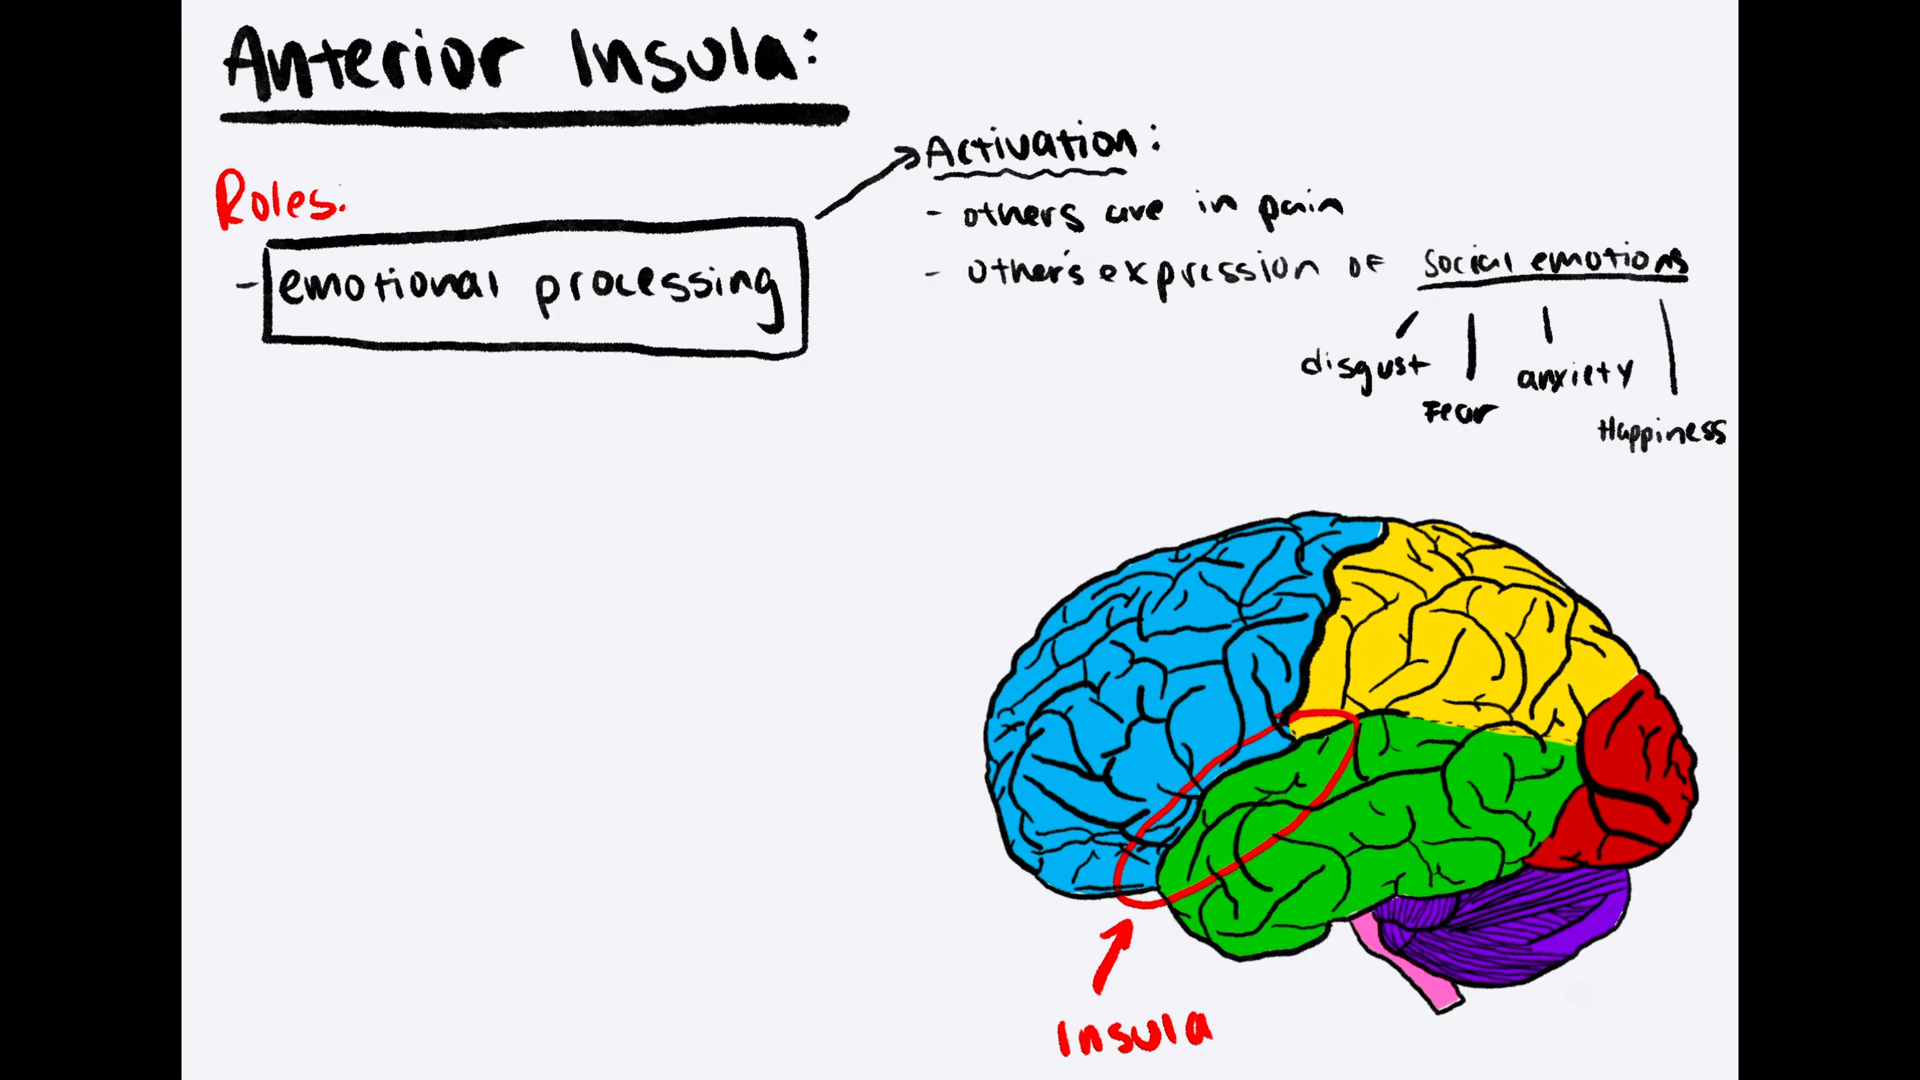 Anterior Insula:
Roles:
- emotional processing
Activation:
- others are in pain
- other's expression of social emotions
disgust
Fear
anxiety
Happiness
Insula